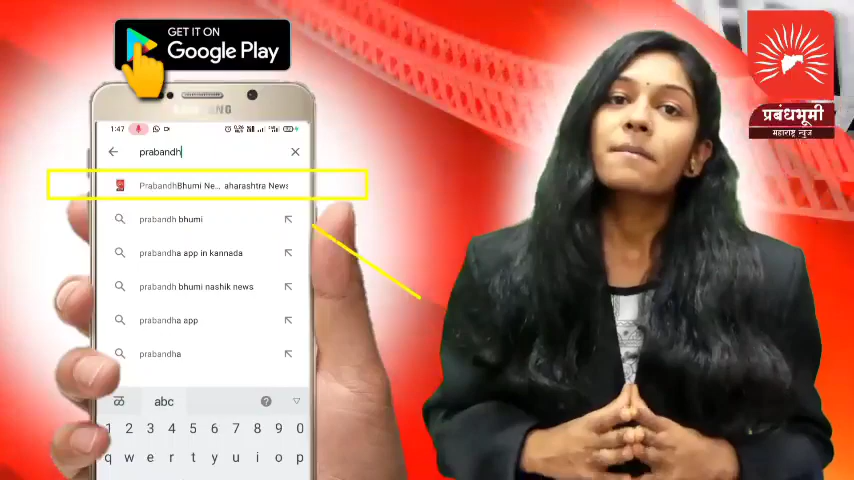 GET IT ON
Google Play
SAMSUNG
1:47
prabandh
PrabandhBhumi Ne... aharashtra News
prabandh bhumi
prabandha app in kannada
prabandh bhumi nashik news
prabandha app
prabandha
ळ abc
1 2 3 4 5 6 7 8 9 0
q w e r t y u i o p
प्रबंधभूमी
महाराष्ट्र न्यूज